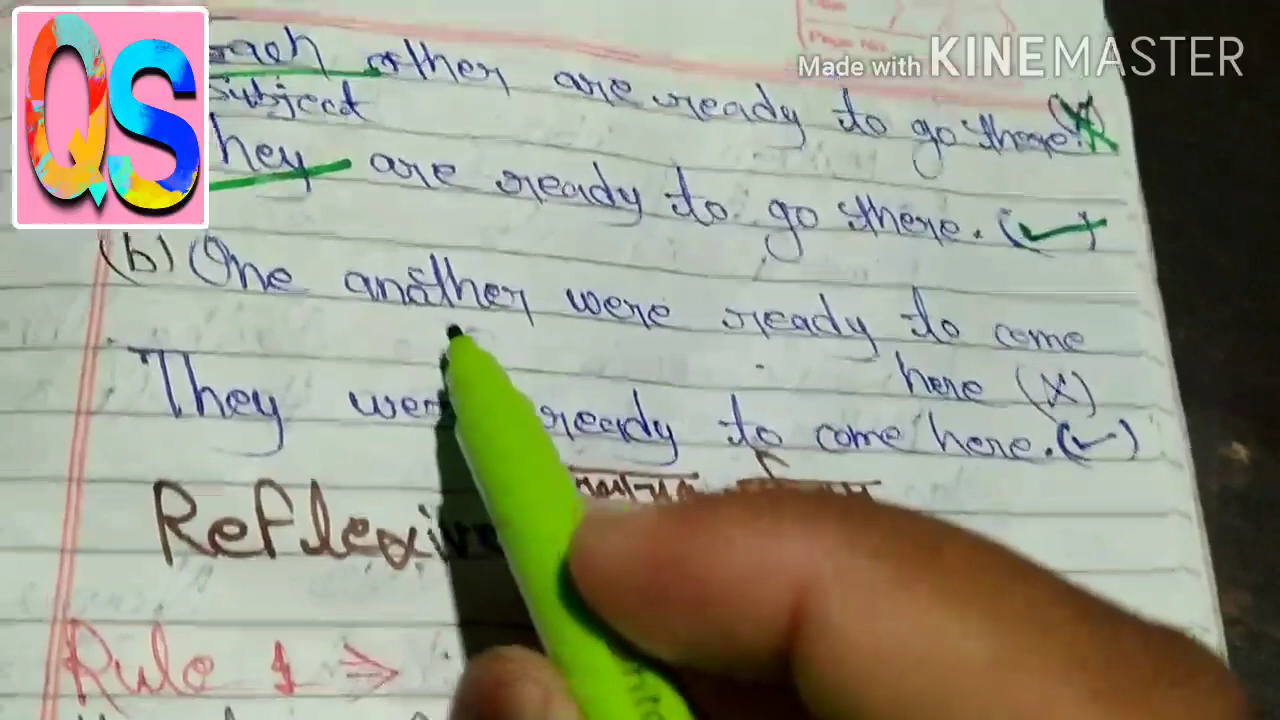 QS
Made with KINEMASTER
each other are ready to go there. (X)
Subject
They are ready to go there. (✓)
(b) One another were ready to come
here (X)
They were ready to come here. (✓)
Reflexive
Rule 1 ⇒